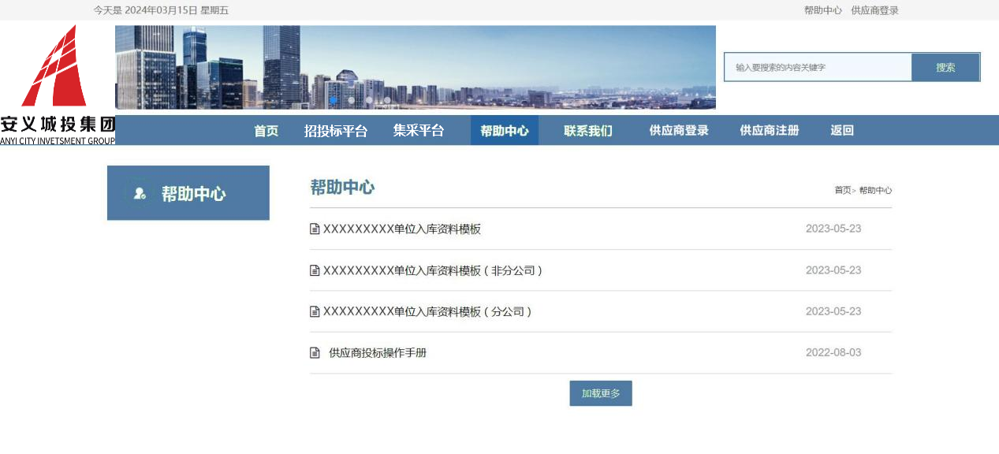 今天是 2024年03月15日 星期五
帮助中心 供应商登录
输入要搜索的内容关键字
搜索
安义城投集团
ANYI CITY INVETSMENT GROUP
首页 招投标平台 集采平台 帮助中心 联系我们 供应商登录 供应商注册 返回
帮助中心
帮助中心
首页> 帮助中心
XXXXXXXXX单位入库资料模板 2023-05-23
XXXXXXXXX单位入库资料模板（非分公司） 2023-05-23
XXXXXXXXX单位入库资料模板（分公司） 2023-05-23
供应商投标操作手册 2022-08-03
加载更多